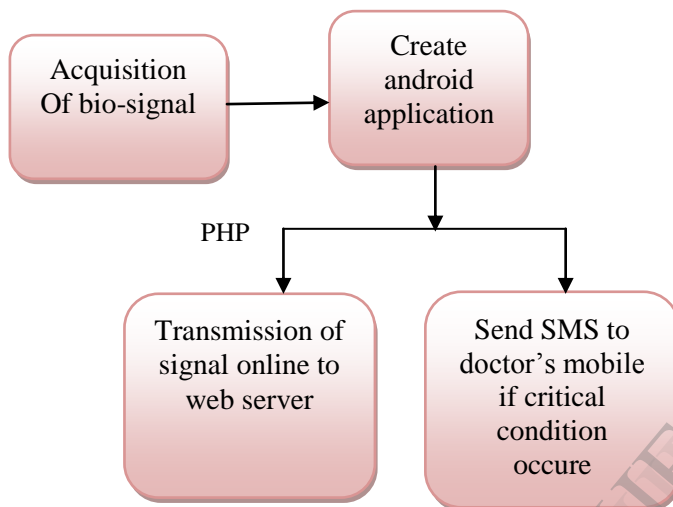 Acquisition
Of bio-signal
Create
android
application
PHP
Transmission of
signal online to
web server
Send SMS to
doctor's mobile
if critical
condition
occure